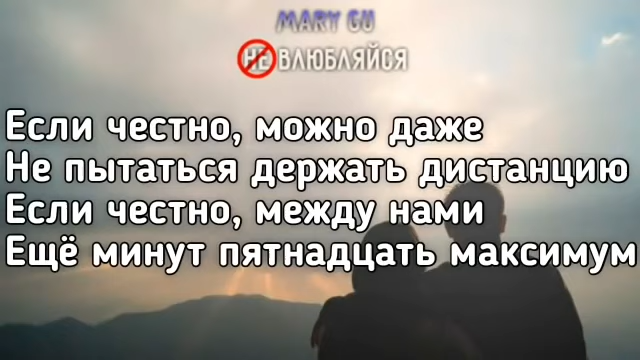 MARY GU
НЕ ВЛЮБЛЯЙСЯ
Если честно, можно даже
Не пытаться держать дистанцию
Если честно, между нами
Ещё минут пятнадцать максимум